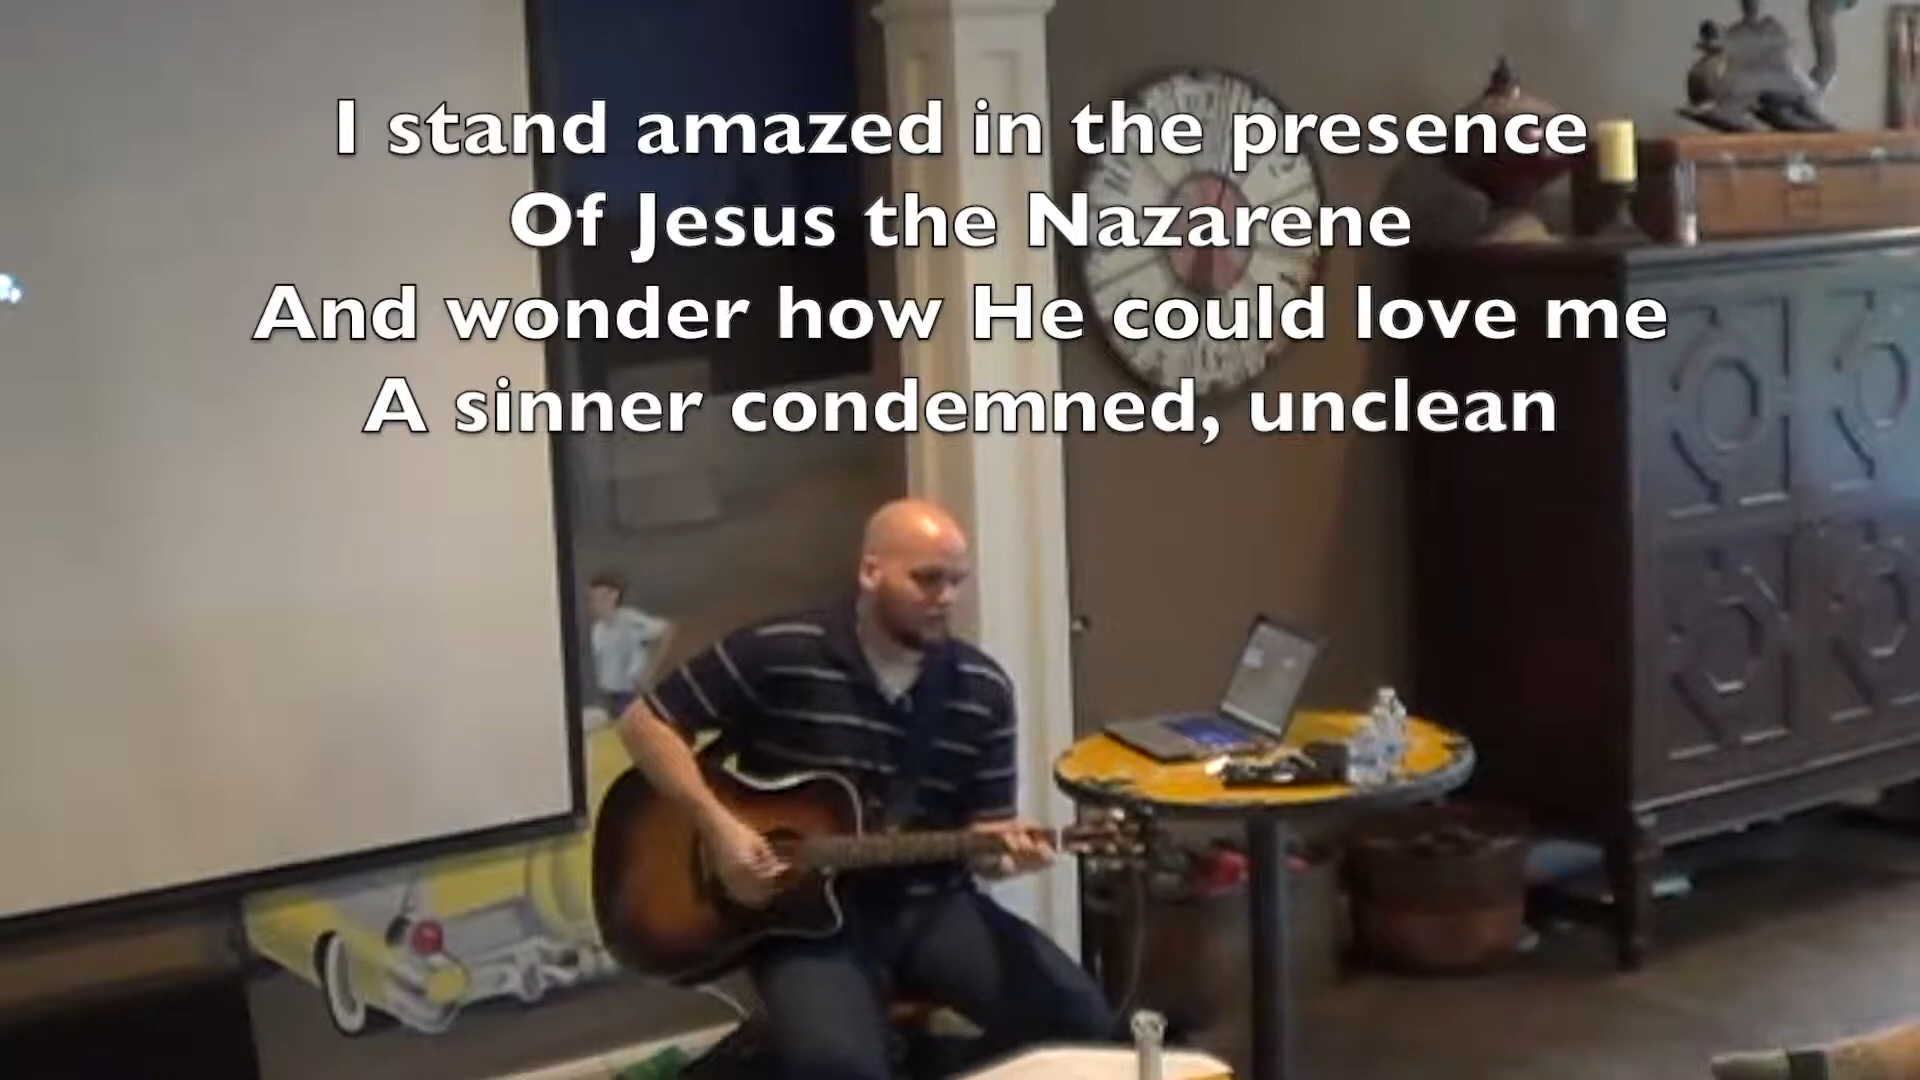 I stand amazed in the presence
Of Jesus the Nazarene
And wonder how He could love me
A sinner condemned, unclean